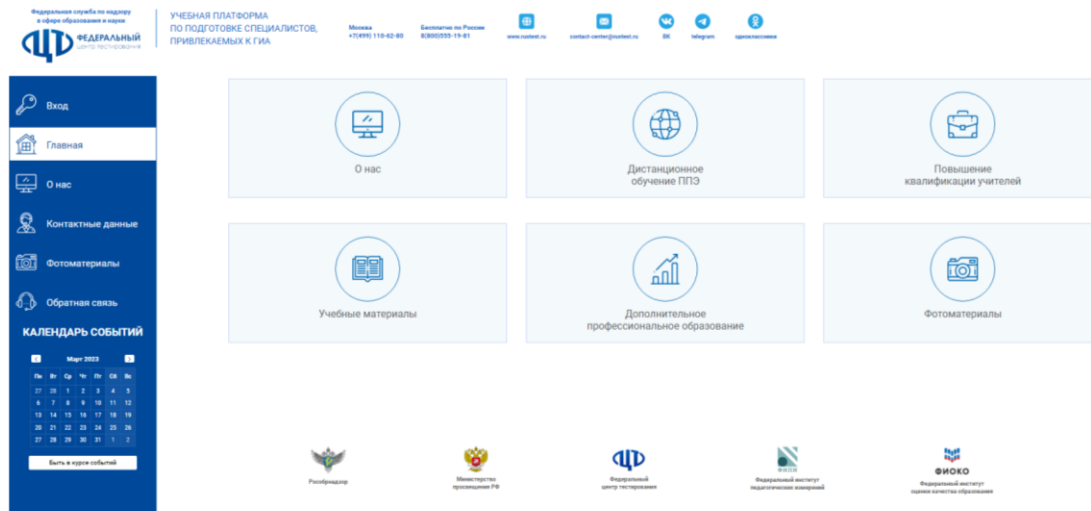 Федеральная служба по надзору
в сфере образования и науки
ФЕДЕРАЛЬНЫЙ
ЦЕНТР ТЕСТИРОВАНИЯ
УЧЕБНАЯ ПЛАТФОРМА
ПО ПОДГОТОВКЕ СПЕЦИАЛИСТОВ,
ПРИВЛЕКАЕМЫХ К ГИА
Москва
+7(499) 110-02-80
Бесплатно по России
8(800)555-19-81
www.rustest.ru
contact-center@rustest.ru
ВК
telegram
одноклассники
Вход
Главная
О нас
Контактные данные
Фотоматериалы
Обратная связь
КАЛЕНДАРЬ СОБЫТИЙ
Март 2023
Пн Вт Ср Чт Пт Сб Вс
27 28 1 2 3 4 5
6 7 8 9 10 11 12
13 14 15 16 17 18 19
20 21 22 23 24 25 26
27 28 29 30 31 1 2
Быть в курсе событий
О нас
Дистанционное
обучение ППЭ
Повышение
квалификации учителей
Учебные материалы
Дополнительное
профессиональное образование
Фотоматериалы
Рособрнадзор
Министерство
просвещения РФ
Федеральный
центр тестирования
ФИПИ
Федеральный институт
педагогических измерений
ФИОКО
Федеральный институт
оценки качества образования